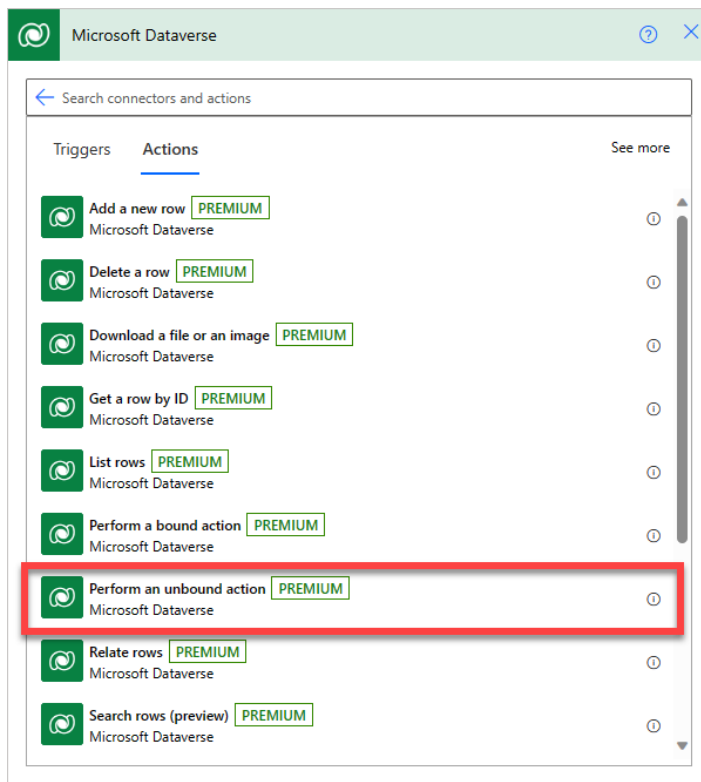 Microsoft Dataverse
Search connectors and actions
Triggers Actions See more
Add a new row PREMIUM
Microsoft Dataverse
Delete a row PREMIUM
Microsoft Dataverse
Download a file or an image PREMIUM
Microsoft Dataverse
Get a row by ID PREMIUM
Microsoft Dataverse
List rows PREMIUM
Microsoft Dataverse
Perform a bound action PREMIUM
Microsoft Dataverse
Perform an unbound action PREMIUM
Microsoft Dataverse
Relate rows PREMIUM
Microsoft Dataverse
Search rows (preview) PREMIUM
Microsoft Dataverse